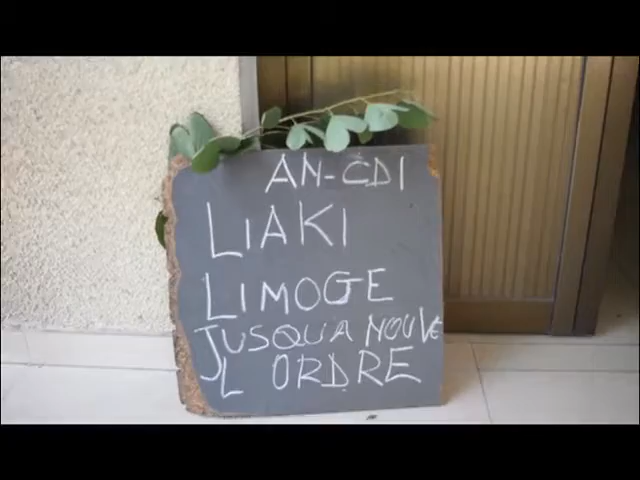 AN-CDI
LIAKI
LIMOGE
JUSQUA NOUVE
L ORDRE